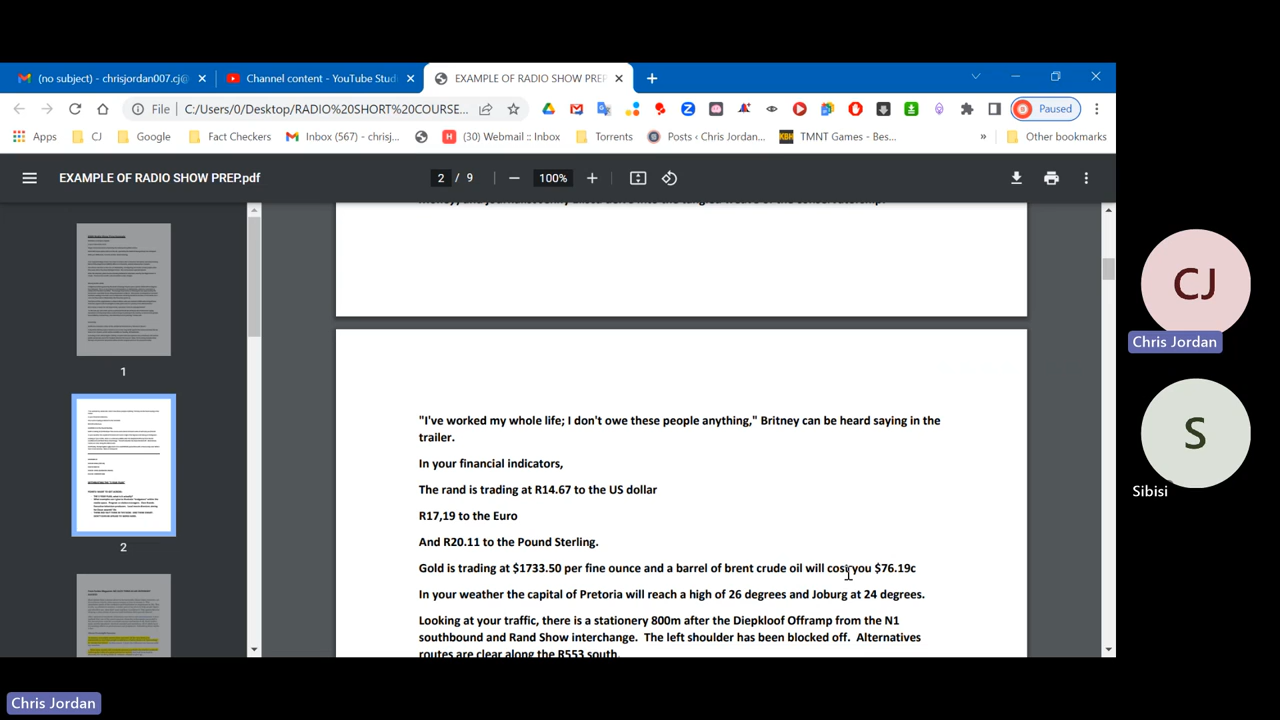 (no subject) - chrisjordan007.cj@
Channel content - YouTube Stud
EXAMPLE OF RADIO SHOW PREP
File
C:/Users/0/Desktop/RADIO%20SHORT%20COURSE...
Paused
Apps
CJ
Google
Fact Checkers
Inbox (567) - chrisj...
(30) Webmail :: Inbox
Torrents
Posts ‹ Chris Jordan...
TMNT Games - Bes...
»
Other bookmarks
EXAMPLE OF RADIO SHOW PREP.pdf
2 / 9
100%
1
2
"I've worked my whole life; I don't owe these people anything," Britney can be heard saying in the
trailer.
In your financial indicators,
The rand is trading at R14.67 to the US dollar
R17,19 to the Euro
And R20.11 to the Pound Sterling.
Gold is trading at $1733.50 per fine ounce and a barrel of brent crude oil will cost you $76.19c
In your weather the capital of Pretoria will reach a high of 26 degrees and Joburg at 24 degrees.
Looking at your traffic, there is a stationery 800m after the Diepkloof Offramp from the N1
southbound and Rand Show interchange. The left shoulder has been blocked off. Alternatives
routes are clear along the R553 south.
CJ
Chris Jordan
S
Sibisi
Chris Jordan